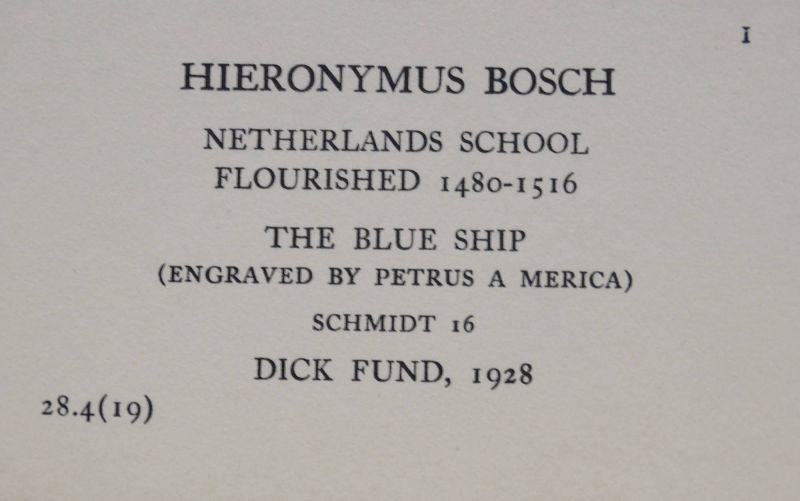 1
HIERONYMUS BOSCH
NETHERLANDS SCHOOL
FLOURISHED 1480-1516
THE BLUE SHIP
(ENGRAVED BY PETRUS A MERICA)
SCHMIDT 16
DICK FUND, 1928
28.4(19)